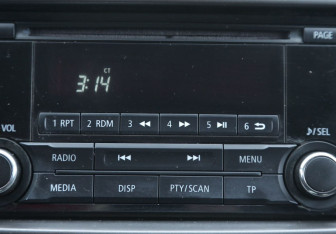 PAGE
CT
3:14
1 RPT 2 RDM 3 ◀◀ 4 ▶▶ 5 ▶II 6 ⮌
VOL ♪/SEL
RADIO I◀◀ ▶▶I MENU
MEDIA DISP PTY/SCAN TP